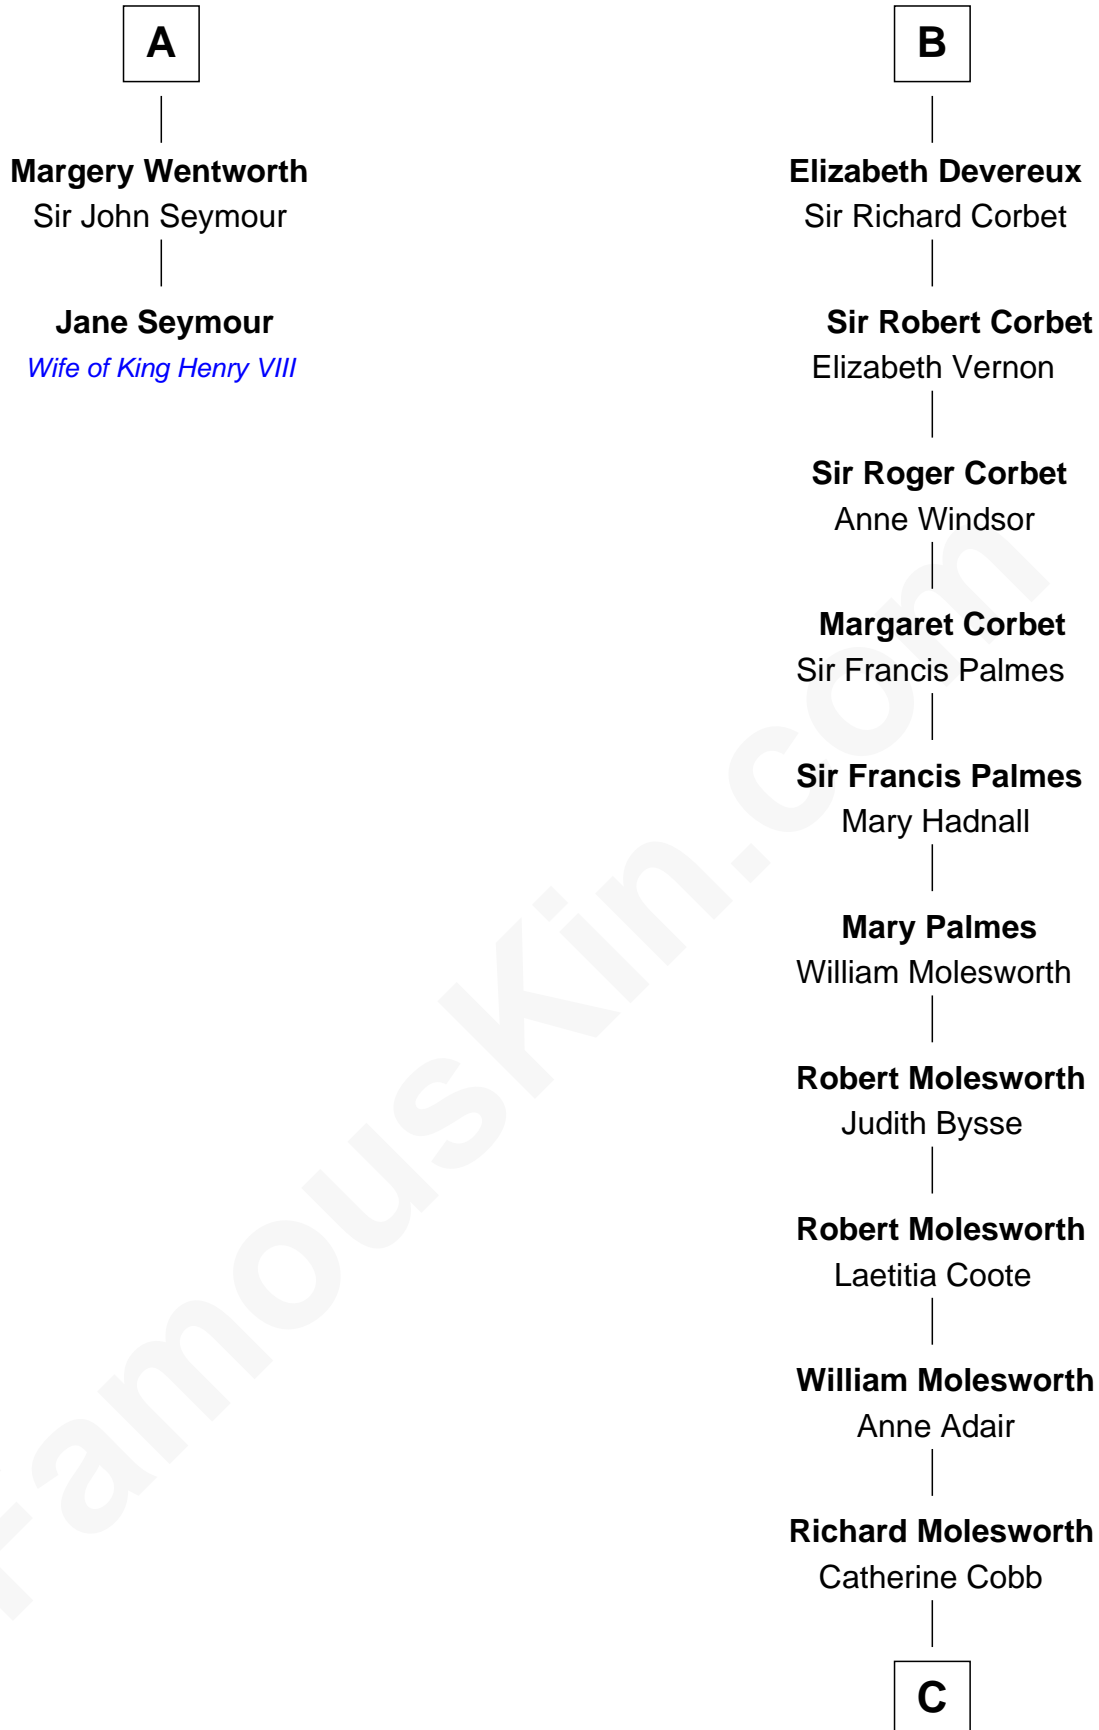 A
Margery Wentworth
Sir John Seymour
Jane Seymour
Wife of King Henry VIII
B
Elizabeth Devereux
Sir Richard Corbet
Sir Robert Corbet
Elizabeth Vernon
Sir Roger Corbet
Anne Windsor
Margaret Corbet
Sir Francis Palmes
Sir Francis Palmes
Mary Hadnall
Mary Palmes
William Molesworth
Robert Molesworth
Judith Bysse
Robert Molesworth
Laetitia Coote
William Molesworth
Anne Adair
Richard Molesworth
Catherine Cobb
C
FamousKin.com